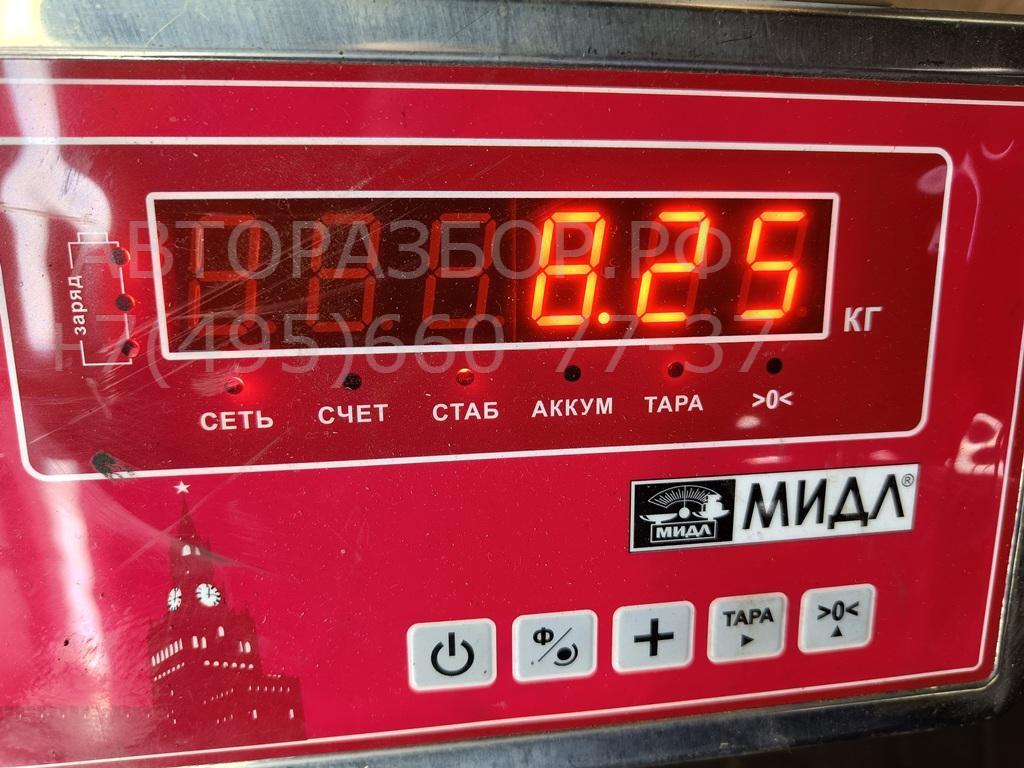 АВТОРАЗБОР.РФ
+7(495)660-77-37
заряд
8.25
КГ
СЕТЬ СЧЕТ СТАБ АККУМ ТАРА >0<
МИДЛ МИДЛ®
Ф ТАРА >0<